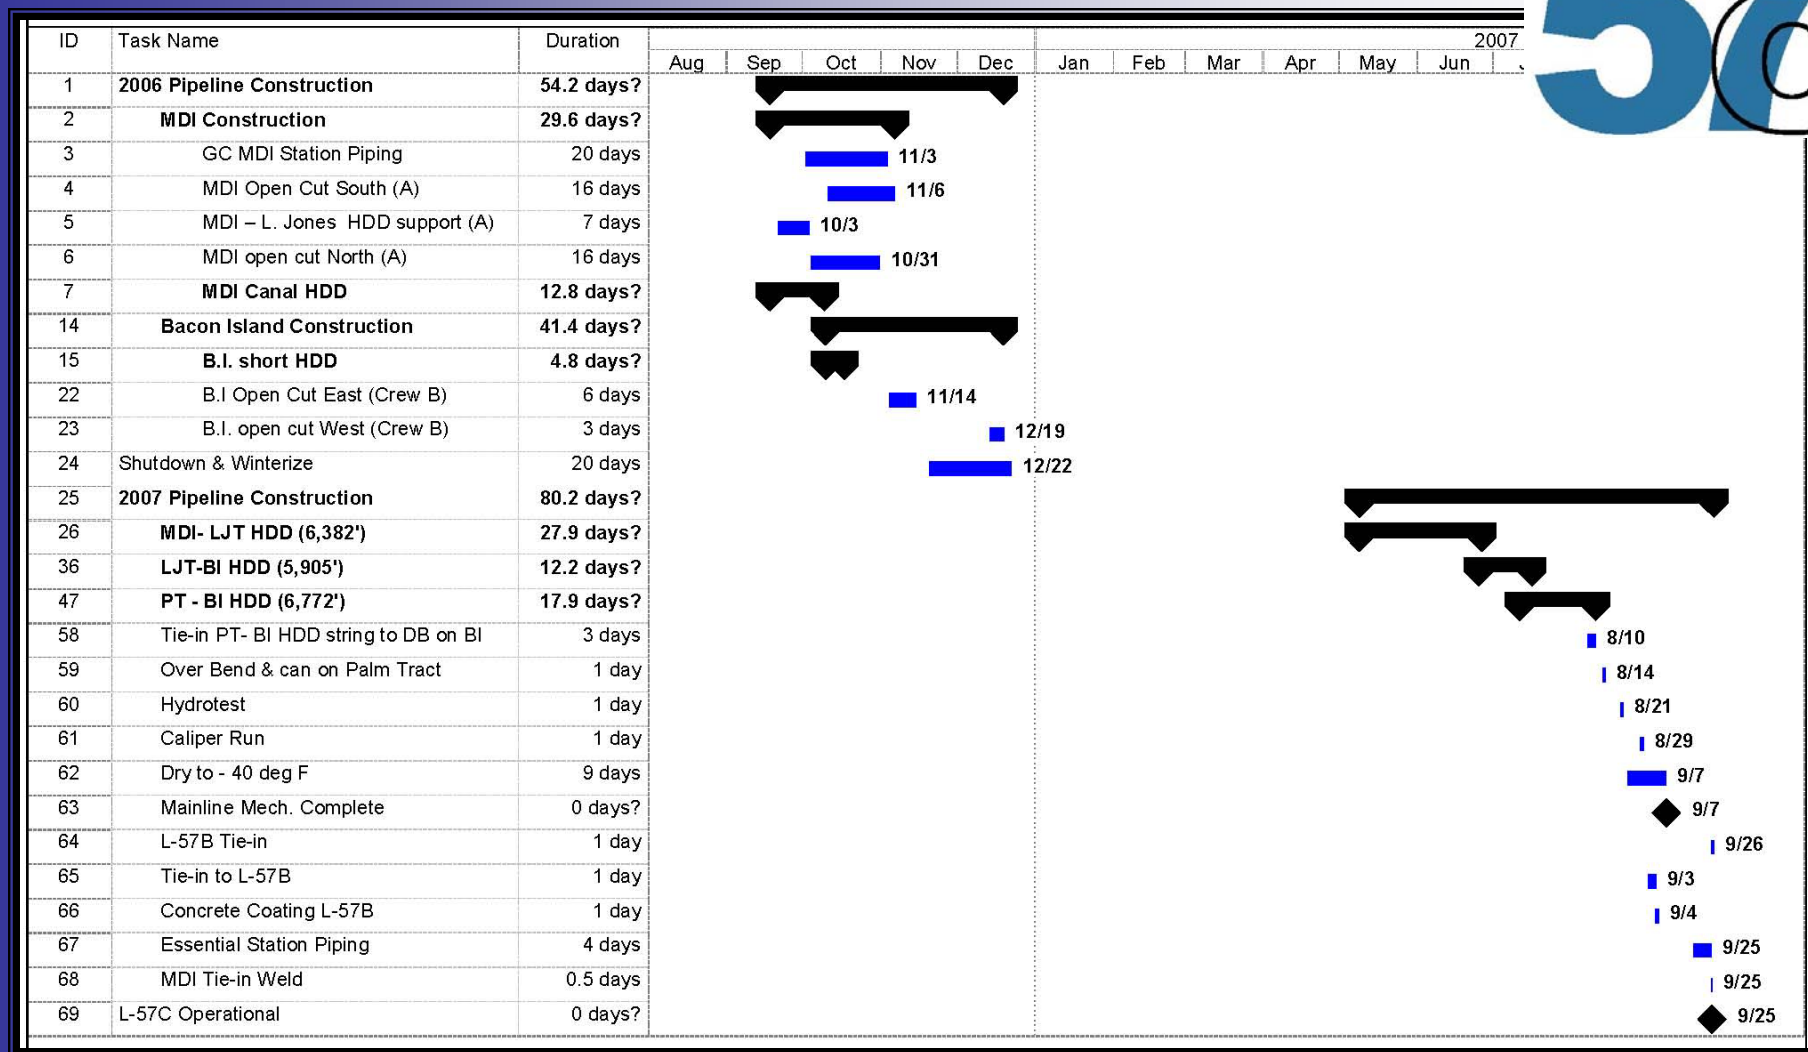 ID Task Name Duration 2007
Aug Sep Oct Nov Dec Jan Feb Mar Apr May Jun
1 2006 Pipeline Construction 54.2 days?
2 MDI Construction 29.6 days?
3 GC MDI Station Piping 20 days 11/3
4 MDI Open Cut South (A) 16 days 11/6
5 MDI – L. Jones HDD support (A) 7 days 10/3
6 MDI open cut North (A) 16 days 10/31
7 MDI Canal HDD 12.8 days?
14 Bacon Island Construction 41.4 days?
15 B.I. short HDD 4.8 days?
22 B.I Open Cut East (Crew B) 6 days 11/14
23 B.I. open cut West (Crew B) 3 days 12/19
24 Shutdown & Winterize 20 days 12/22
25 2007 Pipeline Construction 80.2 days?
26 MDI- LJT HDD (6,382') 27.9 days?
36 LJT-BI HDD (5,905') 12.2 days?
47 PT - BI HDD (6,772') 17.9 days?
58 Tie-in PT- BI HDD string to DB on BI 3 days 8/10
59 Over Bend & can on Palm Tract 1 day 8/14
60 Hydrotest 1 day 8/21
61 Caliper Run 1 day 8/29
62 Dry to - 40 deg F 9 days 9/7
63 Mainline Mech. Complete 0 days? 9/7
64 L-57B Tie-in 1 day 9/26
65 Tie-in to L-57B 1 day 9/3
66 Concrete Coating L-57B 1 day 9/4
67 Essential Station Piping 4 days 9/25
68 MDI Tie-in Weld 0.5 days 9/25
69 L-57C Operational 0 days? 9/25